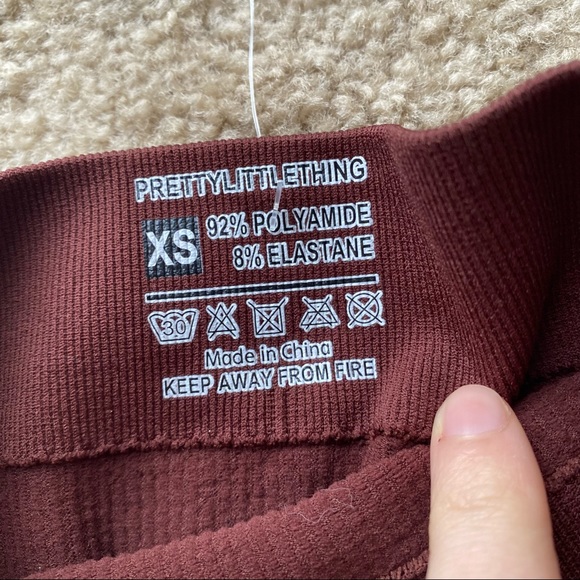 PRETTYLITTLETHING
XS
92% POLYAMIDE
8% ELASTANE
30
Made in China
KEEP AWAY FROM FIRE